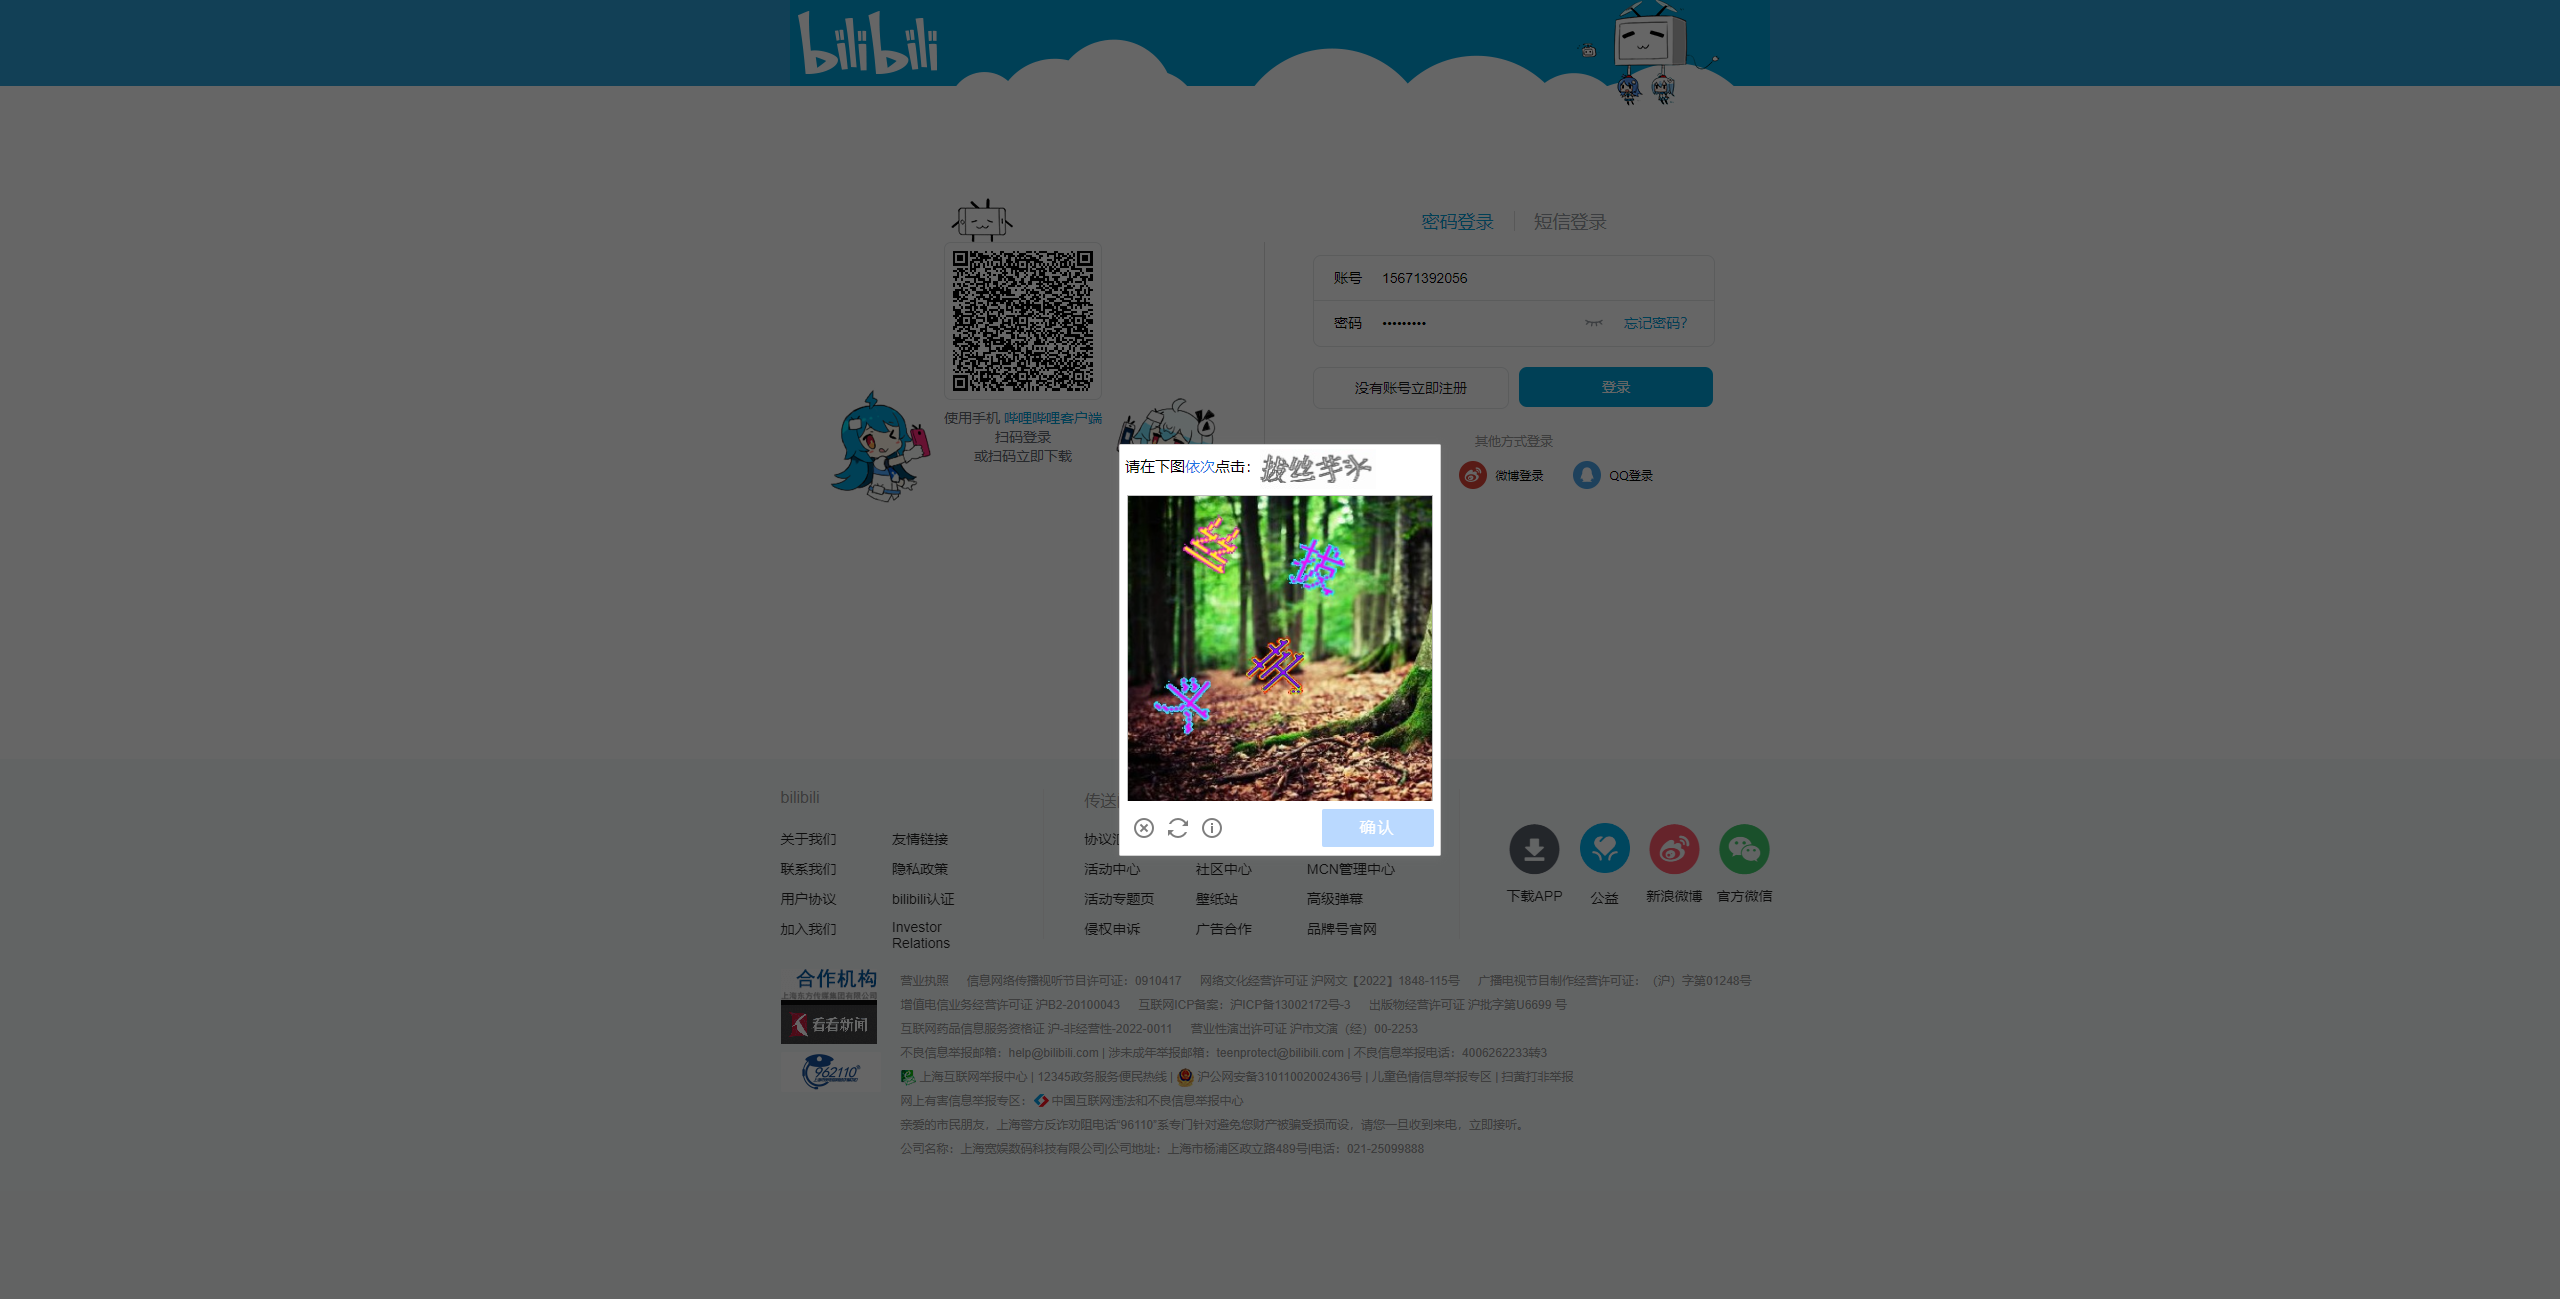 bilibili
密码登录 短信登录
账号 15671392056
密码 ••••••••• 忘记密码？
没有账号立即注册 登录
使用手机 哔哩哔哩客户端
扫码登录
或扫码立即下载
其他方式登录
微博登录 QQ登录
请在下图依次点击：拔丝芋头
丝
拔
芋
头
确认
bilibili 传送
关于我们 友情链接 协议汇
联系我们 隐私政策 活动中心 社区中心 MCN管理中心
用户协议 bilibili认证 活动专题页 壁纸站 高级弹幕
加入我们 Investor Relations 侵权申诉 广告合作 品牌号官网
下载APP 公益 新浪微博 官方微信
合作机构
上海东方传媒集团有限公司
看看新闻
962110
营业执照 信息网络传播视听节目许可证：0910417 网络文化经营许可证 沪网文【2022】1848-115号 广播电视节目制作经营许可证：（沪）字第01248号
增值电信业务经营许可证 沪B2-20100043 互联网ICP备案：沪ICP备13002172号-3 出版物经营许可证 沪批字第U6699 号
互联网药品信息服务资格证 沪-非经营性-2022-0011 营业性演出许可证 沪市文演（经）00-2253
不良信息举报邮箱：help@bilibili.com | 涉未成年举报邮箱：teenprotect@bilibili.com | 不良信息举报电话：4006262233转3
上海互联网举报中心 | 12345政务服务便民热线 | 沪公网安备31011002002436号 | 儿童色情信息举报专区 | 扫黄打非举报
网上有害信息举报专区： 中国互联网违法和不良信息举报中心
亲爱的市民朋友，上海警方反诈劝阻电话“96110”系专门针对避免您财产被骗受损而设，请您一旦收到来电，立即接听。
公司名称：上海宽娱数码科技有限公司|公司地址：上海市杨浦区政立路489号|电话：021-25099888